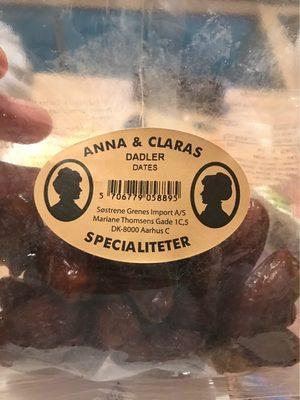 ANNA & CLARAS
DADLER
DATES
5 706779 058895
Søstrene Grenes Import A/S
Mariane Thomsens Gade 1C,5
DK-8000 Aarhus C
SPECIALITETER